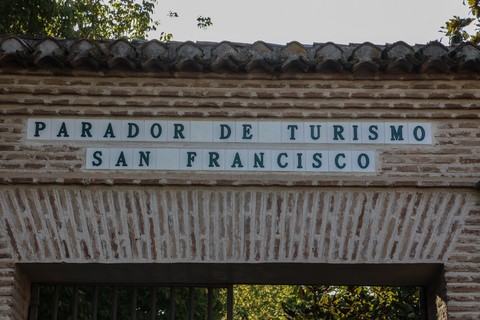 PARADOR DE TURISMO
SAN FRANCISCO